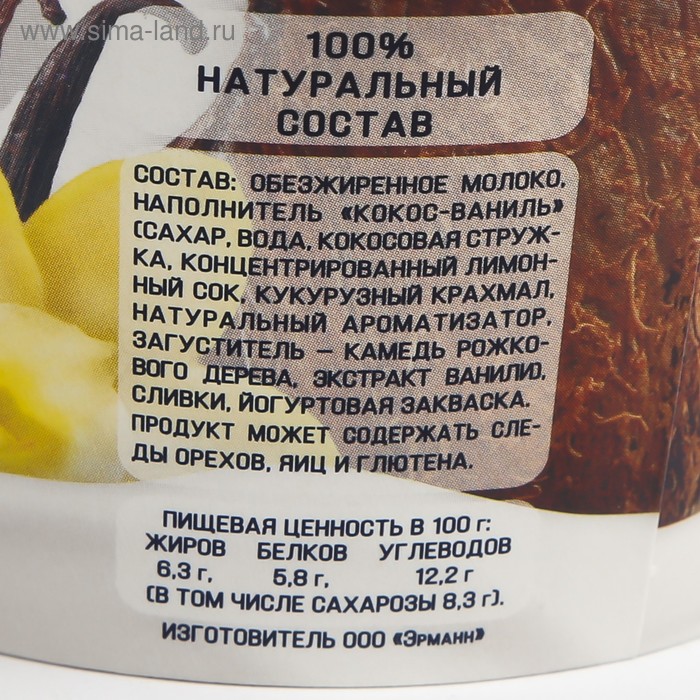 www.sima-land.ru
100%
НАТУРАЛЬНЫЙ
СОСТАВ
СОСТАВ: ОБЕЗЖИРЕННОЕ МОЛОКО,
НАПОЛНИТЕЛЬ «КОКОС-ВАНИЛЬ»
(САХАР, ВОДА, КОКОСОВАЯ СТРУЖ-
КА, КОНЦЕНТРИРОВАННЫЙ ЛИМОН-
НЫЙ СОК, КУКУРУЗНЫЙ КРАХМАЛ,
НАТУРАЛЬНЫЙ АРОМАТИЗАТОР,
ЗАГУСТИТЕЛЬ – КАМЕДЬ РОЖКО-
ВОГО ДЕРЕВА, ЭКСТРАКТ ВАНИЛИ),
СЛИВКИ, ЙОГУРТОВАЯ ЗАКВАСКА.
ПРОДУКТ МОЖЕТ СОДЕРЖАТЬ СЛЕ-
ДЫ ОРЕХОВ, ЯИЦ И ГЛЮТЕНА.
ПИЩЕВАЯ ЦЕННОСТЬ В 100 г:
ЖИРОВ БЕЛКОВ УГЛЕВОДОВ
6,3 г, 5,8 г, 12,2 г
(В ТОМ ЧИСЛЕ САХАРОЗЫ 8,3 г).
ИЗГОТОВИТЕЛЬ ООО «Эрманн»